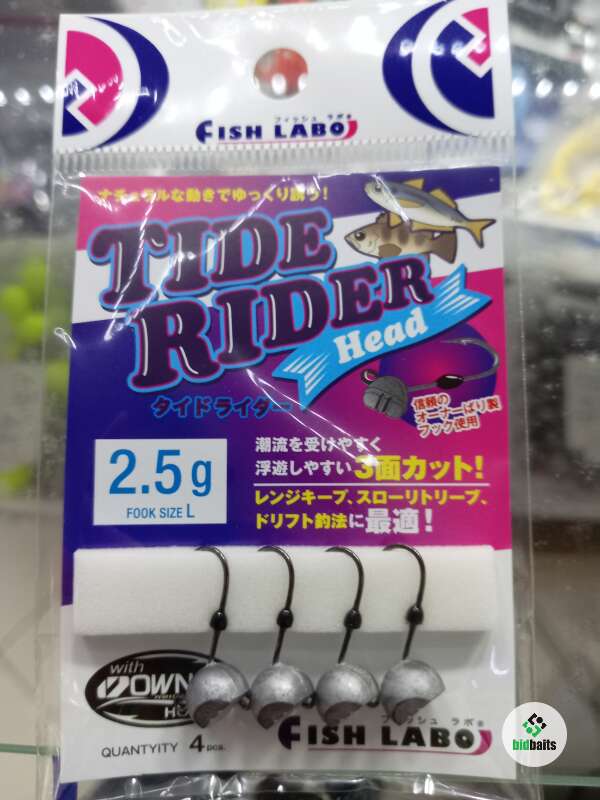 フィッシュ ラボ®
FISH LABO
ナチュラルな動きでゆっくり誘う！
TIDE
RIDER
Head
タイドライダー
信頼の
オーナーばり製
フック使用
2.5g
FOOK SIZE L
潮流を受けやすく
浮遊しやすい3面カット！
レンジキープ、スローリトリーブ、
ドリフト釣法に最適！
with
OWN
QUANTYITY 4pcs.
フィッシュ ラボ®
FISH LABO
bidbaits